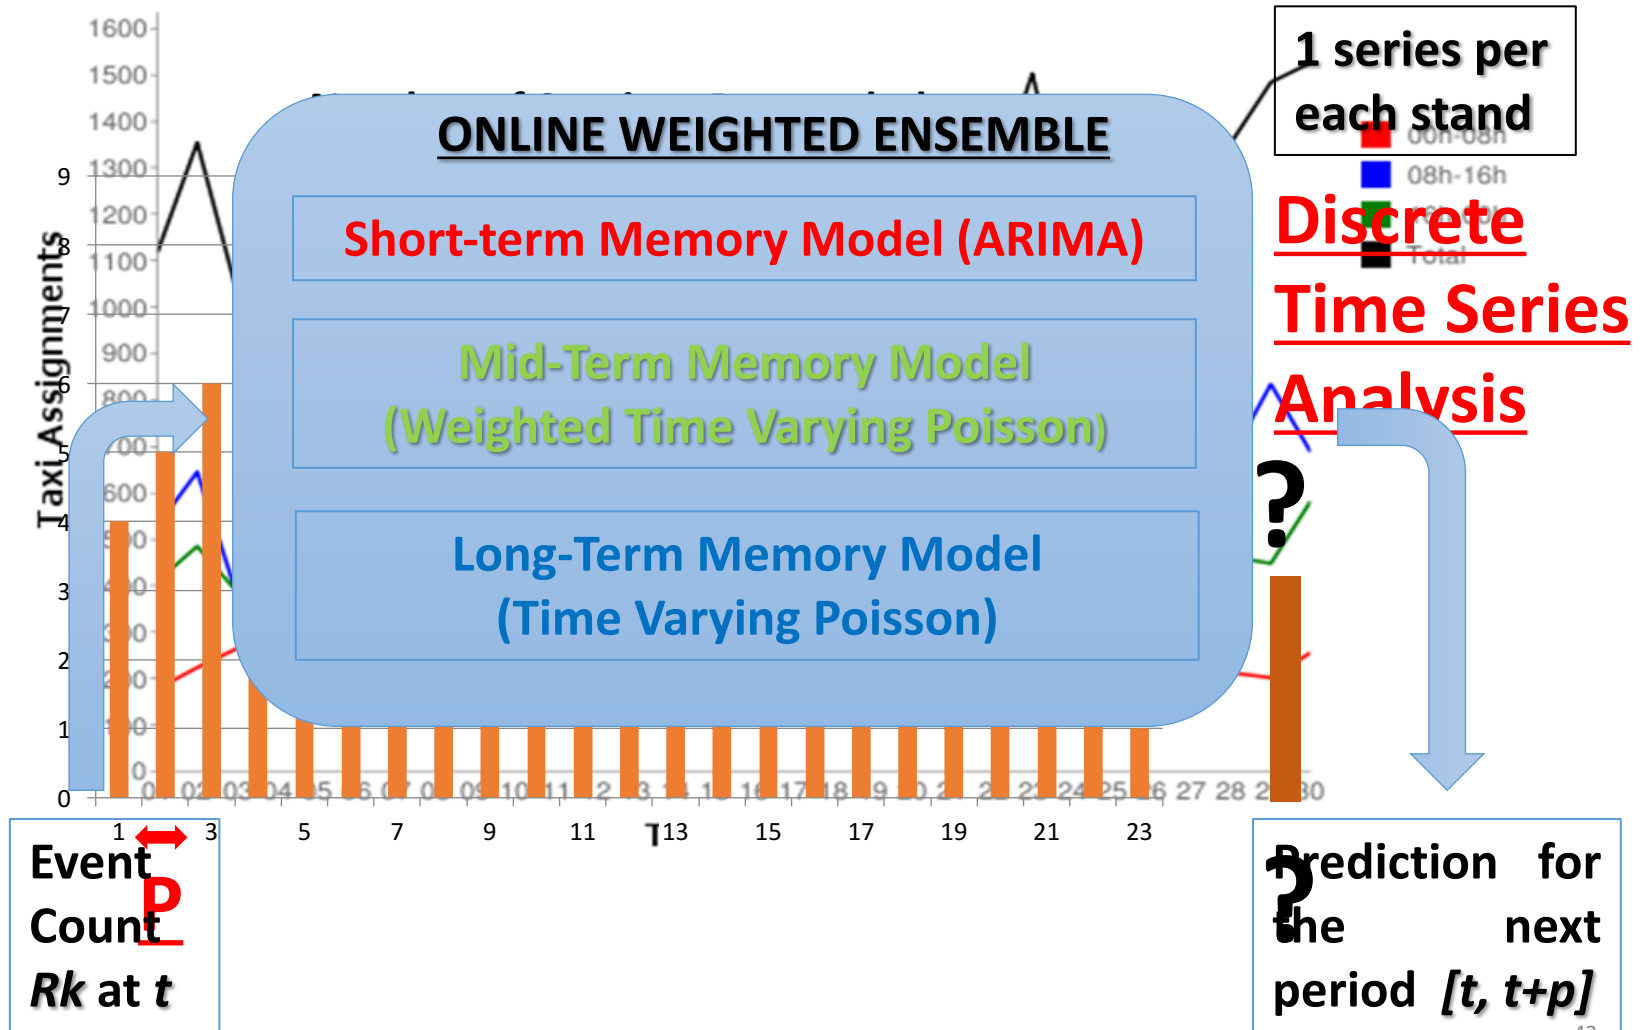 1 series per
each stand
00h-08h
08h-16h
Total
Discrete
Time Series
Analysis
ONLINE WEIGHTED ENSEMBLE
Short-term Memory Model (ARIMA)
Mid-Term Memory Model
(Weighted Time Varying Poisson)
Long-Term Memory Model
(Time Varying Poisson)
Taxi Assignments
1600
1500
1400
1300
1200
1100
1000
900
800
600
0
9
8
7
6
5
4
3
2
1
0
27 28
30
1 3 5 7 9 11 13 15 17 19 21 23
?
?
P
Event
Count
Rk at t
Prediction for
the next
period [t, t+p]